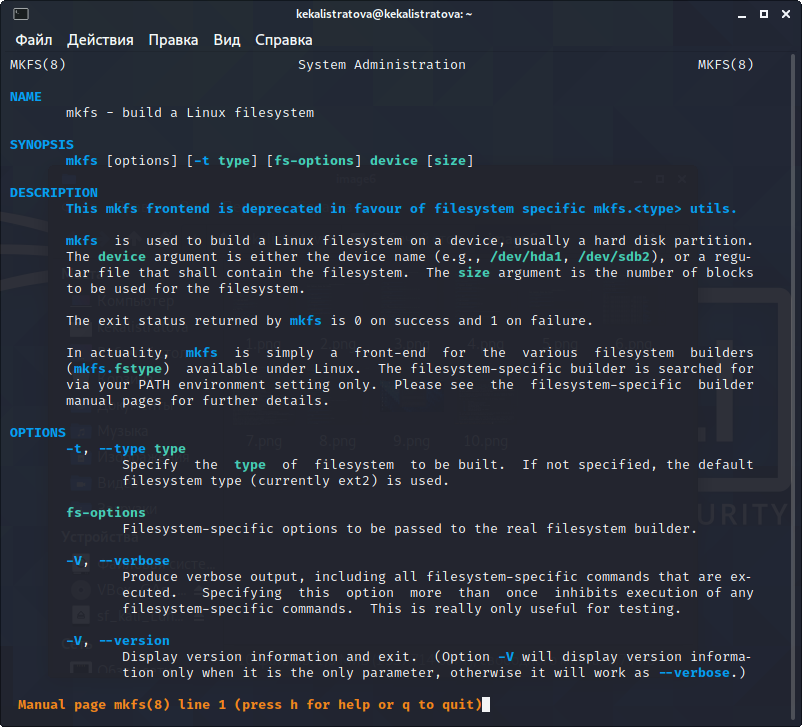 kekalistratova@kekalistratova: ~
Файл Действия Правка Вид Справка
MKFS(8) System Administration MKFS(8)
NAME
mkfs - build a Linux filesystem
SYNOPSIS
mkfs [options] [-t type] [fs-options] device [size]
DESCRIPTION
This mkfs frontend is deprecated in favour of filesystem specific mkfs.<type> utils.
mkfs is used to build a Linux filesystem on a device, usually a hard disk partition.
The device argument is either the device name (e.g., /dev/hda1, /dev/sdb2), or a regu-
lar file that shall contain the filesystem. The size argument is the number of blocks
to be used for the filesystem.
The exit status returned by mkfs is 0 on success and 1 on failure.
In actuality, mkfs is simply a front-end for the various filesystem builders
(mkfs.fstype) available under Linux. The filesystem-specific builder is searched for
via your PATH environment setting only. Please see the filesystem-specific builder
manual pages for further details.
7.png 8.png 9.png 10.png
OPTIONS
-t, --type type
Specify the type of filesystem to be built. If not specified, the default
filesystem type (currently ext2) is used.
fs-options
Filesystem-specific options to be passed to the real filesystem builder.
URITY
-V, --verbose
Produce verbose output, including all filesystem-specific commands that are ex-
ecuted. Specifying this option more than once inhibits execution of any
filesystem-specific commands. This is really only useful for testing.
-V, --version
Display version information and exit. (Option -V will display version informa-
tion only when it is the only parameter, otherwise it will work as --verbose.)
Manual page mkfs(8) line 1 (press h for help or q to quit)